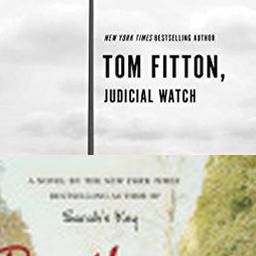 NEW YORK TIMES BESTSELLING AUTHOR
TOM FITTON,
JUDICIAL WATCH
A NOVEL BY THE NEW YORK TIMES
BESTSELLING AUTHOR OF
Sarah's Key